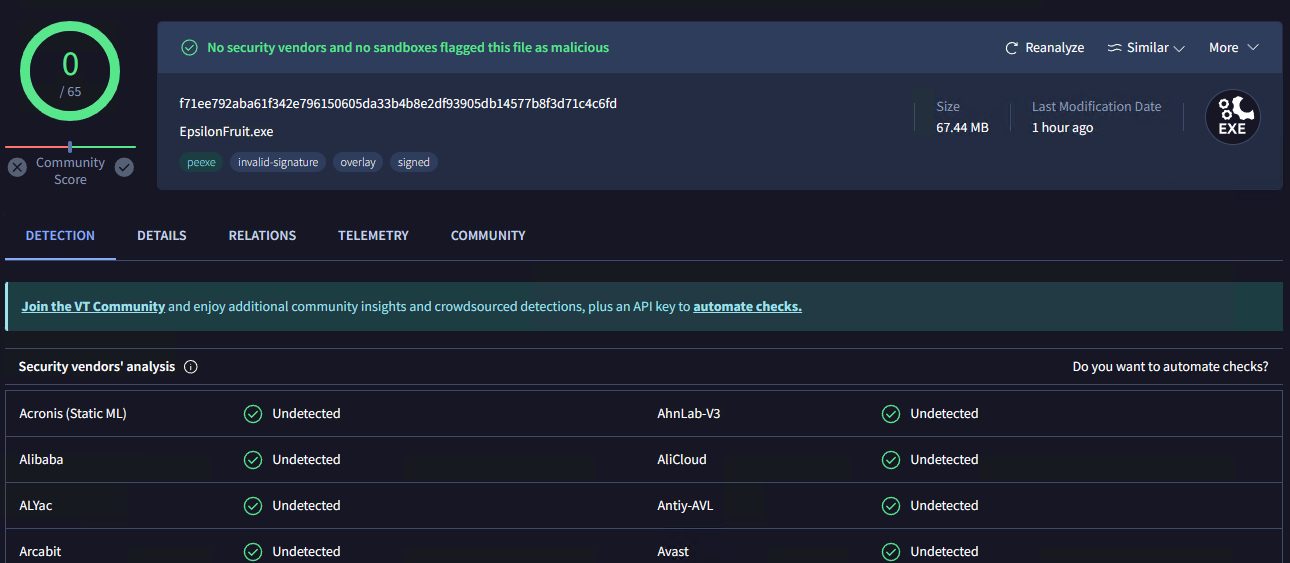 0
/ 65
Community
Score
No security vendors and no sandboxes flagged this file as malicious
Reanalyze
Similar
More
f71ee792aba61f342e796150605da33b4b8e2df93905db14577b8f3d71c4c6fd
EpsilonFruit.exe
peexe invalid-signature overlay signed
Size
67.44 MB
Last Modification Date
1 hour ago
EXE
DETECTION DETAILS RELATIONS TELEMETRY COMMUNITY
Join the VT Community and enjoy additional community insights and crowdsourced detections, plus an API key to automate checks.
Security vendors' analysis Do you want to automate checks?
Acronis (Static ML) Undetected AhnLab-V3 Undetected
Alibaba Undetected AliCloud Undetected
ALYac Undetected Antiy-AVL Undetected
Arcabit Undetected Avast Undetected